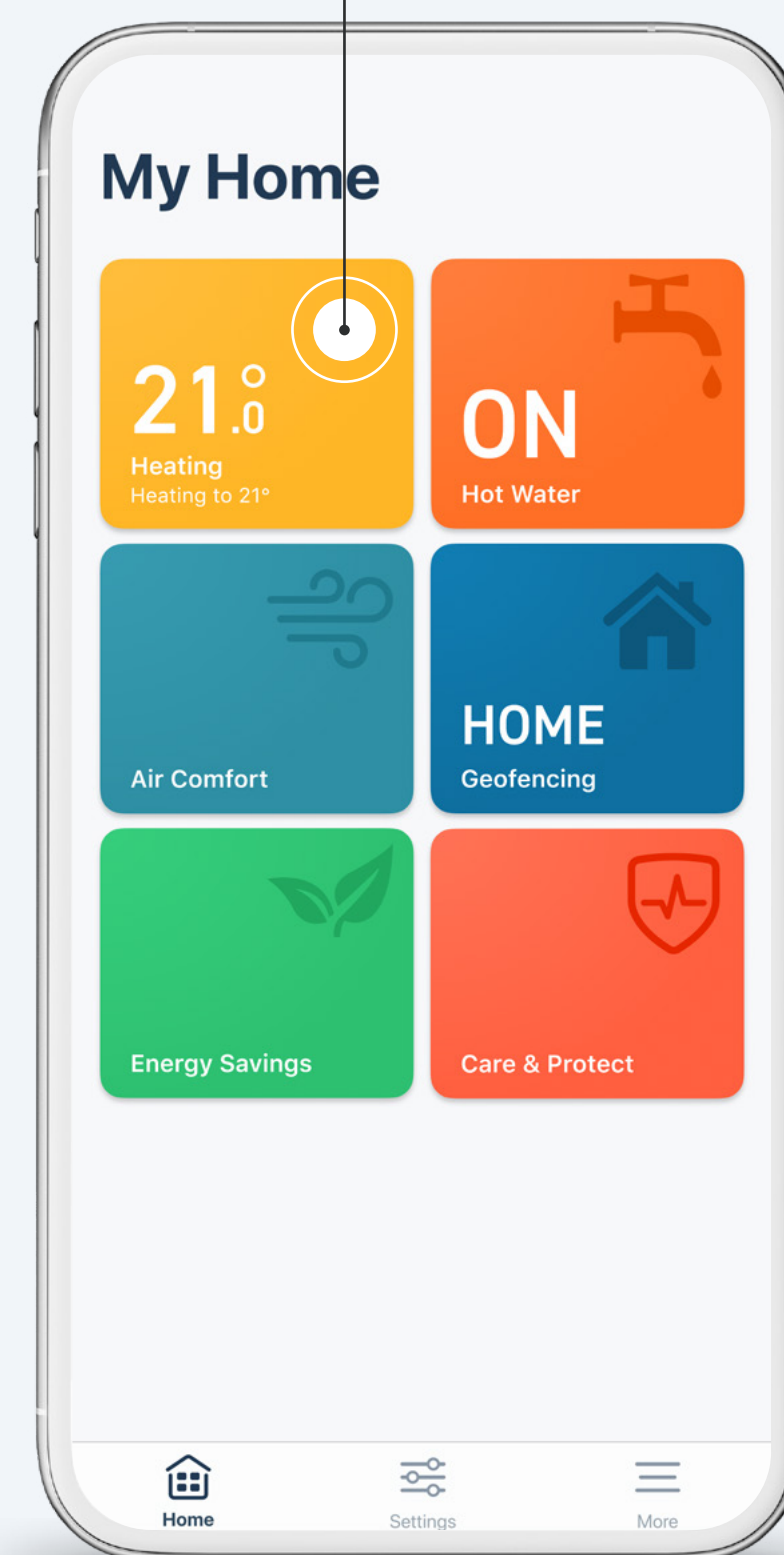 My Home
21.0°
Heating
Heating to 21°
ON
Hot Water
Air Comfort
HOME
Geofencing
Energy Savings
Care & Protect
Home
Settings
More